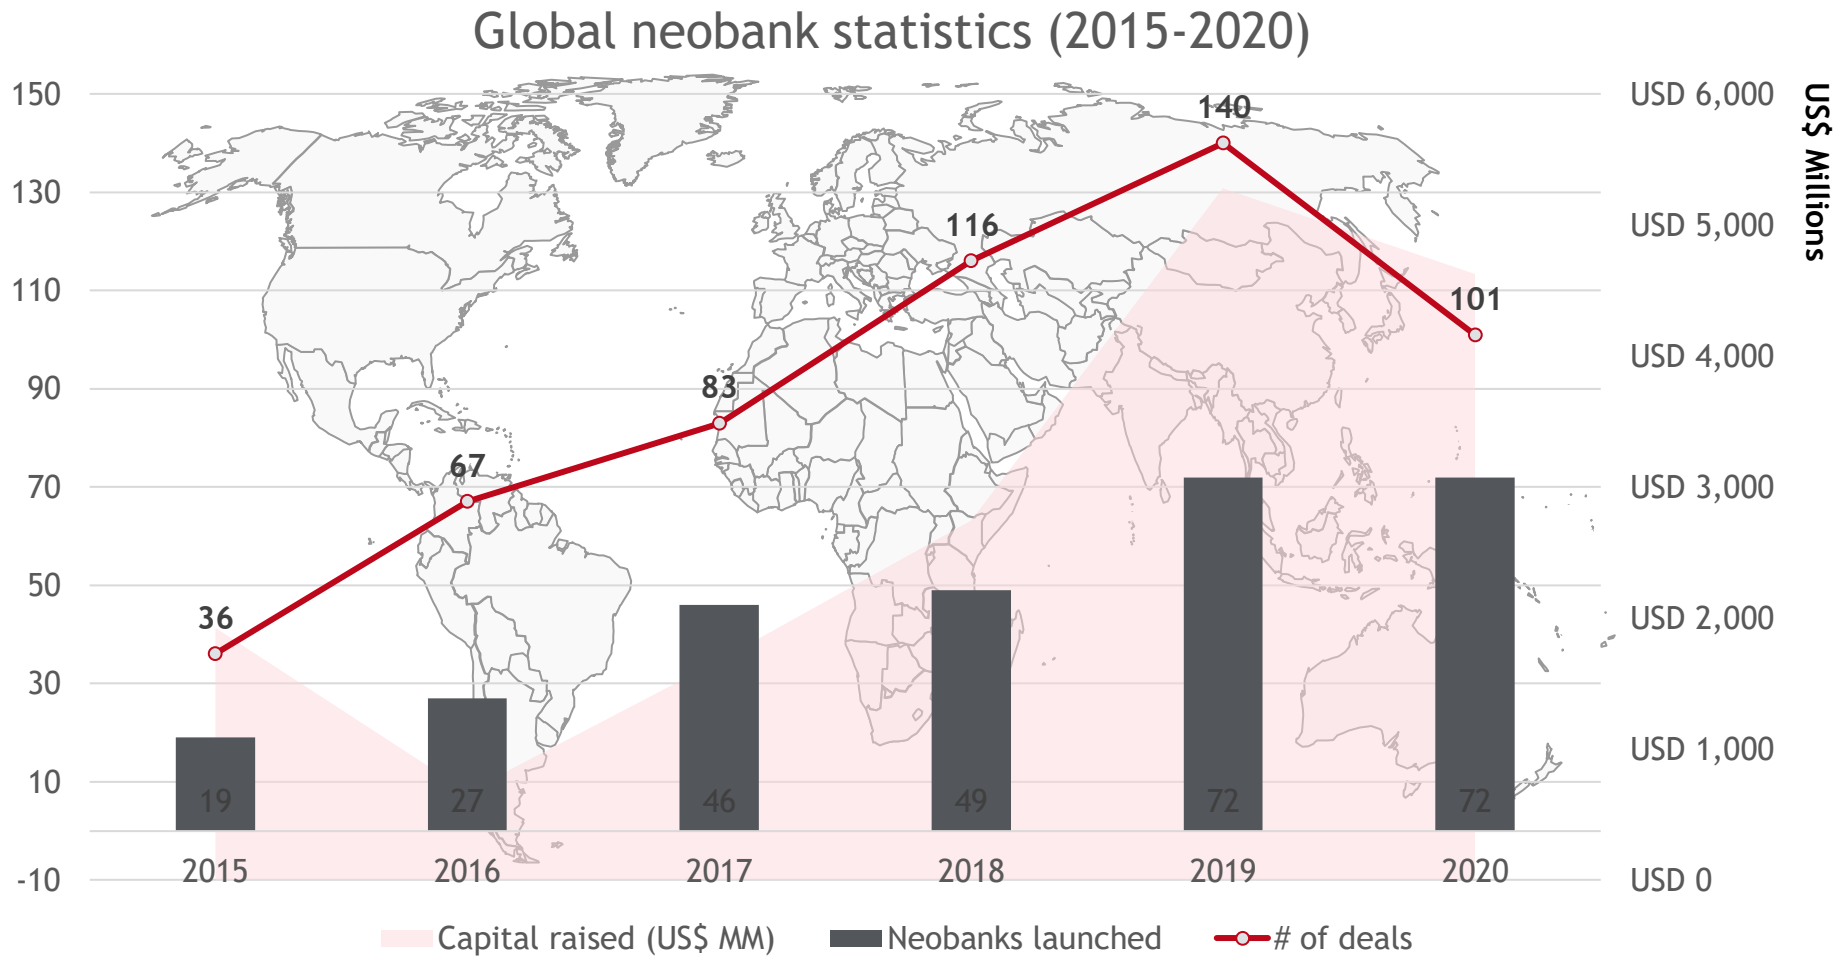 Global neobank statistics (2015-2020)
150
130
110
90
70
50
30
10
-10
USD 6,000
USD 5,000
USD 4,000
USD 3,000
USD 2,000
USD 1,000
USD 0
US$ Millions
36
67
83
116
140
101
19
27
46
49
72
72
2015
2016
2017
2018
2019
2020
Capital raised (US$ MM)
Neobanks launched
# of deals